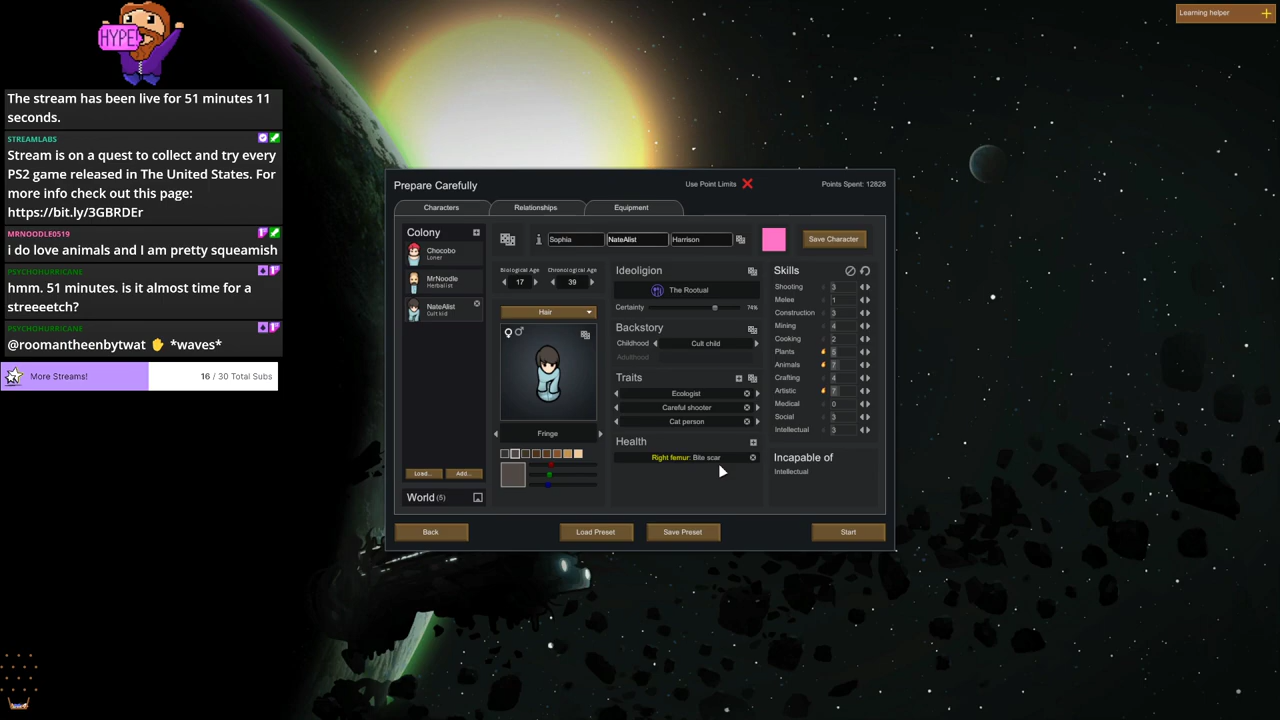 HYPE!
The stream has been live for 51 minutes 11
seconds.
STREAMLABS
Stream is on a quest to collect and try every
PS2 game released in The United States. For
more info check out this page:
https://bit.ly/3GBRDEr
MRNOODLE0519
i do love animals and I am pretty squeamish
PSYCHOHURRICANE
hmm. 51 minutes. is it almost time for a
streeeetch?
PSYCHOHURRICANE
@roomantheenbytwat ✋ *waves*
More Streams!
16 / 30 Total Subs
Learning helper
Prepare Carefully
Use Point Limits
Points Spent: 12828
Characters
Relationships
Equipment
Colony
Chocobo
Loner
MrNoodle
Herbalist
NateAlist
Cult kid
Load...
Add...
World (5)
Sophia
NateAlist
Harrison
Save Character
Biological Age
Chronological Age
17
39
Hair
Fringe
Ideoligion
The Rootual
Certainty
74%
Backstory
Childhood
Cult child
Adulthood
Traits
Ecologist
Careful shooter
Cat person
Health
Right femur: Bite scar
Skills
Shooting 3
Melee 1
Construction 3
Mining 4
Cooking 2
Plants 5
Animals 7
Crafting 4
Artistic 7
Medical 0
Social 3
Intellectual 3
Incapable of
Intellectual
Back
Load Preset
Save Preset
Start